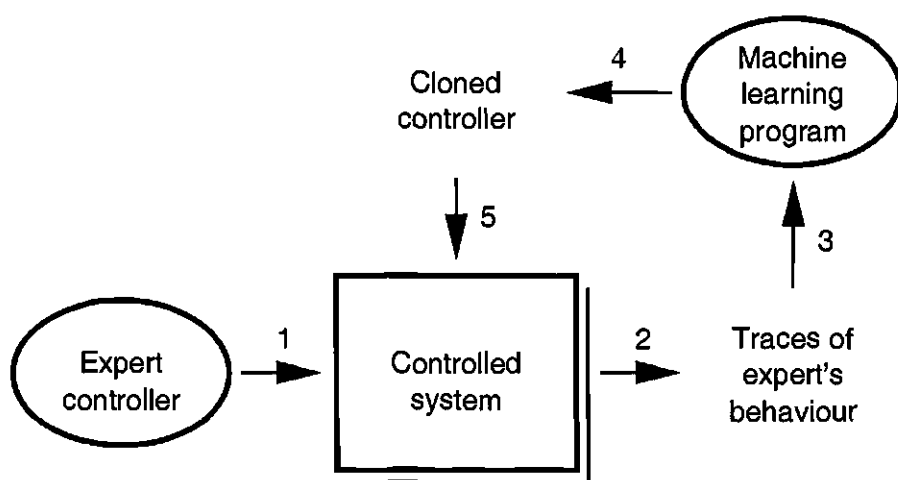 Cloned
controller
4
Machine
learning
program
5
3
Expert
controller
1
Controlled
system
2
Traces of
expert's
behaviour